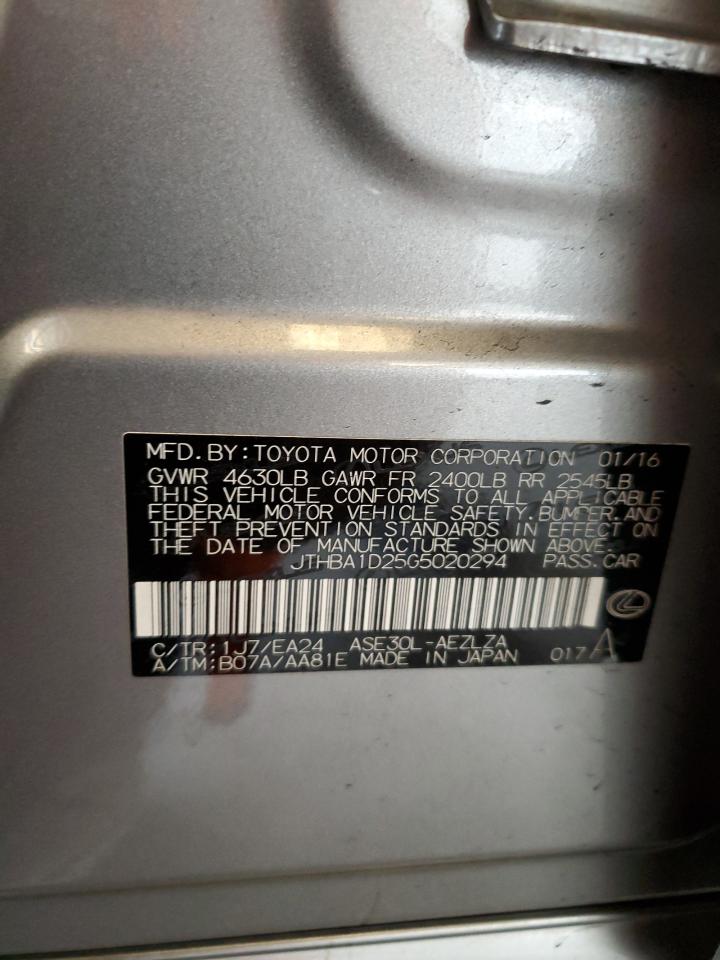 MFD. BY: TOYOTA MOTOR CORPORATION 01/16
GVWR 4630LB GAWR FR 2400LB RR 2545LB
THIS VEHICLE CONFORMS TO ALL APPLICABLE
FEDERAL MOTOR VEHICLE SAFETY, BUMPER, AND
THEFT PREVENTION STANDARDS IN EFFECT ON
THE DATE OF MANUFACTURE SHOWN ABOVE.
JTHBA1D25G5020294 PASS. CAR
C/TR: 1J7/EA24 ASE30L-AEZLZA
A/TM: B07A/AA81E MADE IN JAPAN 017 A